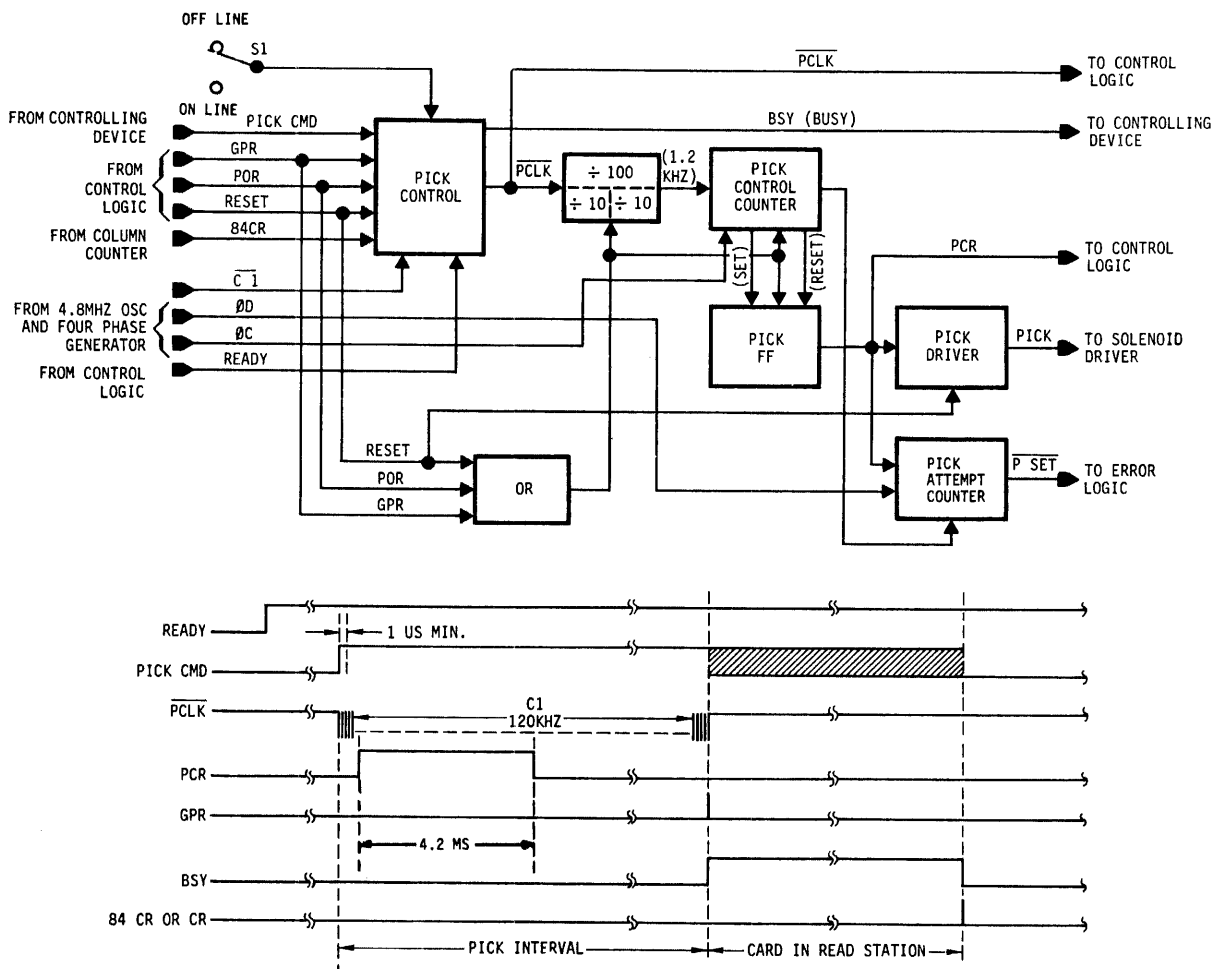 OFF LINE
S1
ON LINE
FROM CONTROLLING
DEVICE
PICK CMD
FROM
CONTROL
LOGIC
GPR
POR
RESET
FROM COLUMN
COUNTER
84CR
C 1
FROM 4.8MHZ OSC
AND FOUR PHASE
GENERATOR
ØD
ØC
FROM CONTROL
LOGIC
READY
PICK
CONTROL
PCLK
TO CONTROL
LOGIC
BSY (BUSY)
TO CONTROLLING
DEVICE
PCLK
÷ 100
÷ 10 ÷ 10
(1.2
KHZ)
PICK
CONTROL
COUNTER
(SET)
(RESET)
PICK
FF
PCR
TO CONTROL
LOGIC
PICK
DRIVER
PICK
TO SOLENOID
DRIVER
RESET
POR
GPR
OR
PICK
ATTEMPT
COUNTER
P SET
TO ERROR
LOGIC
READY
1 US MIN.
PICK CMD
PCLK
C1
120KHZ
PCR
GPR
4.2 MS
BSY
84 CR OR CR
PICK INTERVAL
CARD IN READ STATION